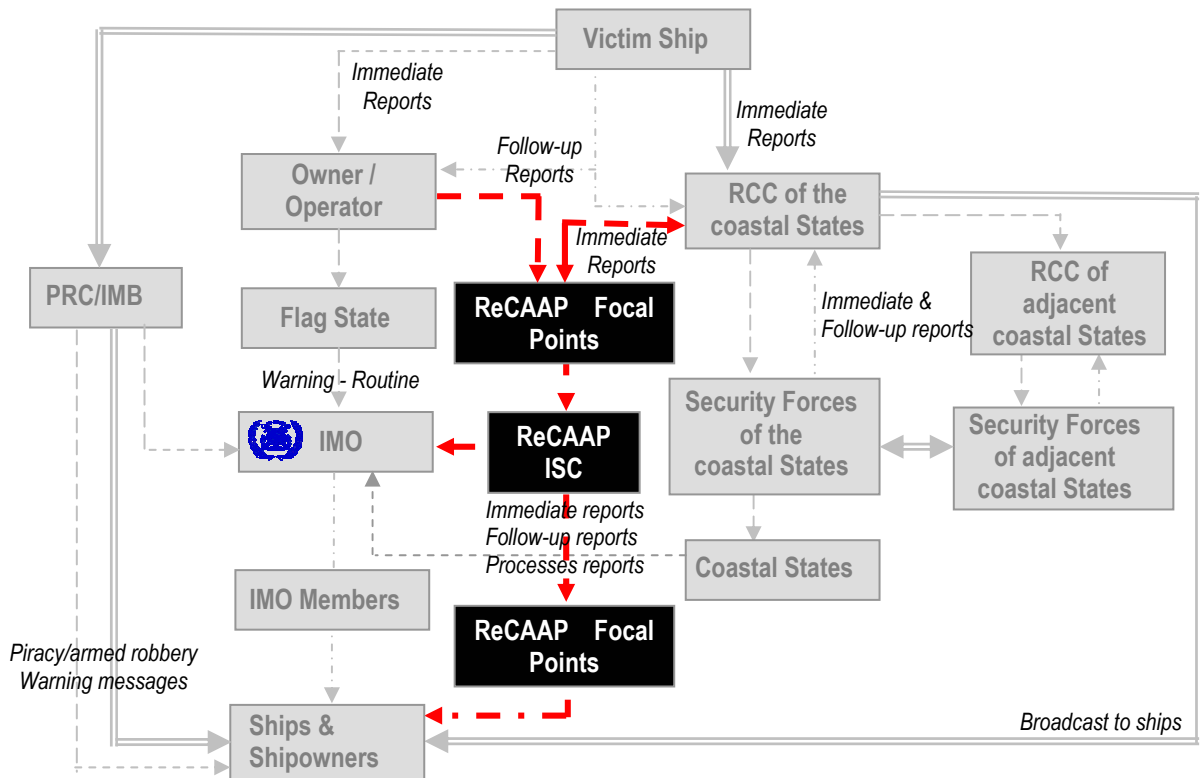 Victim Ship
Immediate
Reports
Immediate
Reports
Follow-up
Reports
Owner /
Operator
RCC of the
coastal States
Immediate
Reports
RCC of
adjacent
coastal States
PRC/IMB
Flag State
ReCAAP Focal
Points
Immediate &
Follow-up reports
Warning - Routine
IMO
ReCAAP
ISC
Security Forces
of the
coastal States
Security Forces
of adjacent
coastal States
Immediate reports
Follow-up reports
Processes reports
Coastal States
IMO Members
ReCAAP Focal
Points
Piracy/armed robbery
Warning messages
Ships &
Shipowners
Broadcast to ships